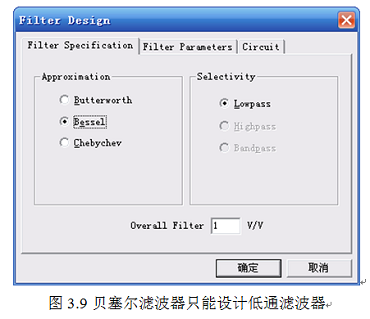 Filter Design
Filter Specification Filter Parameters Circuit
Approximation
Butterworth
Bessel
Chebychev
Selectivity
Lowpass
Highpass
Bandpass
Overall Filter 1 V/V
确定 取消
图 3.9 贝塞尔滤波器只能设计低通滤波器